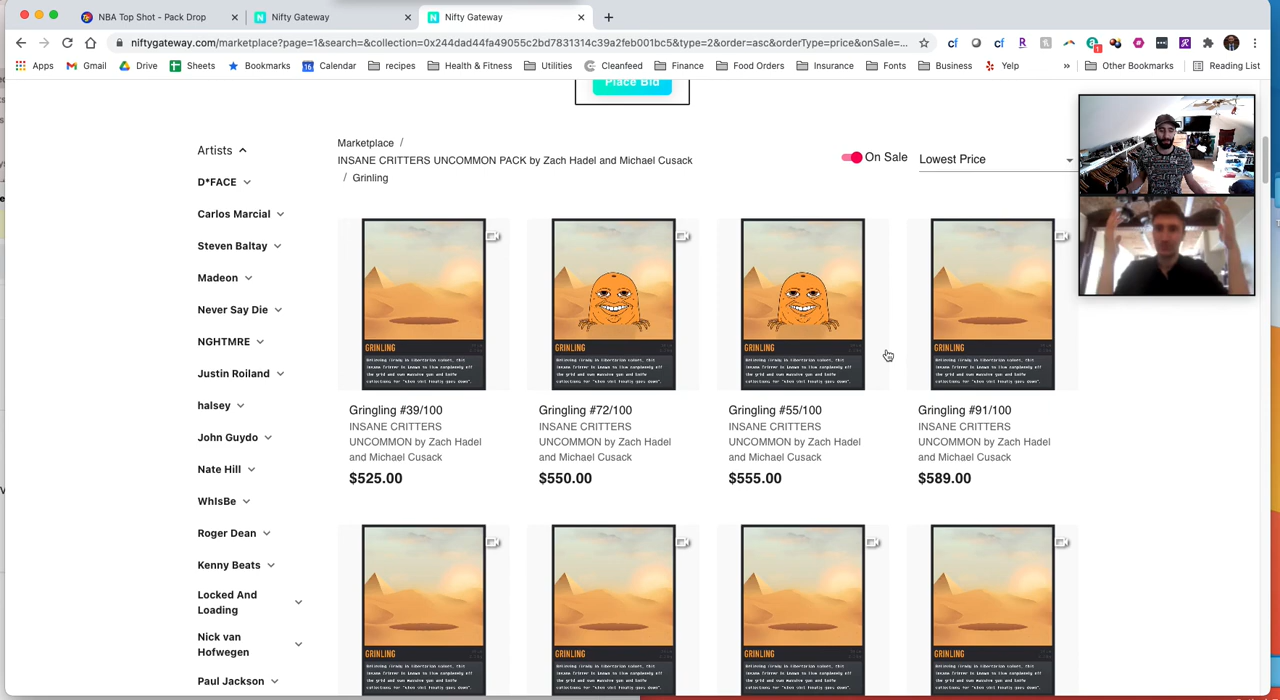 NBA Top Shot - Pack Drop
Nifty Gateway
Nifty Gateway
niftygateway.com/marketplace?page=1&search=&collection=0x244dad44fa49055c2bd7831314c39a2feb001bc5&type=2&order=asc&orderType=price&onSale=...
Apps Gmail Drive Sheets Bookmarks Calendar recipes Health & Fitness Utilities Cleanfeed Finance Food Orders Insurance Fonts Business Yelp » Other Bookmarks Reading List
Place Bid
Artists
D*FACE
Carlos Marcial
Steven Baltay
Madeon
Never Say Die
NGHTMRE
Justin Roiland
halsey
John Guydo
Nate Hill
WhIsBe
Roger Dean
Kenny Beats
Locked And
Loading
Nick van
Hofwegen
Paul Jackson
Marketplace /
INSANE CRITTERS UNCOMMON PACK by Zach Hadel and Michael Cusack
/ Grinling
On Sale
Lowest Price
GRINLING
Gringling #39/100
INSANE CRITTERS
UNCOMMON by Zach Hadel
and Michael Cusack
$525.00
GRINLING
Gringling #72/100
INSANE CRITTERS
UNCOMMON by Zach Hadel
and Michael Cusack
$550.00
GRINLING
Gringling #55/100
INSANE CRITTERS
UNCOMMON by Zach Hadel
and Michael Cusack
$555.00
GRINLING
Gringling #91/100
INSANE CRITTERS
UNCOMMON by Zach Hadel
and Michael Cusack
$589.00
GRINLING
GRINLING
GRINLING
GRINLING